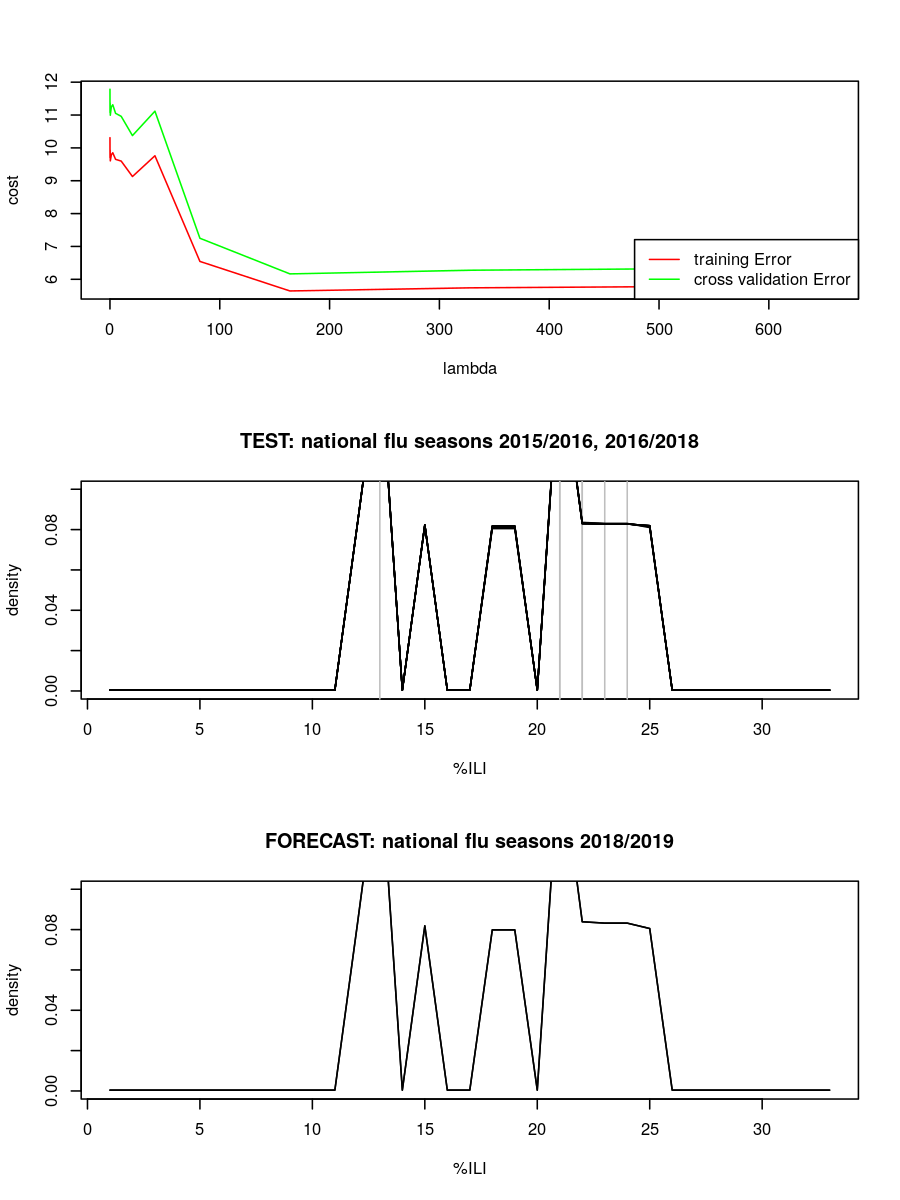 12
11
10
9
8
7
6
cost
training Error
cross validation Error
0 100 200 300 400 500 600
lambda
TEST: national flu seasons 2015/2016, 2016/2018
0.08
0.04
0.00
density
0 5 10 15 20 25 30
%ILI
FORECAST: national flu seasons 2018/2019
0.08
0.04
0.00
density
0 5 10 15 20 25 30
%ILI